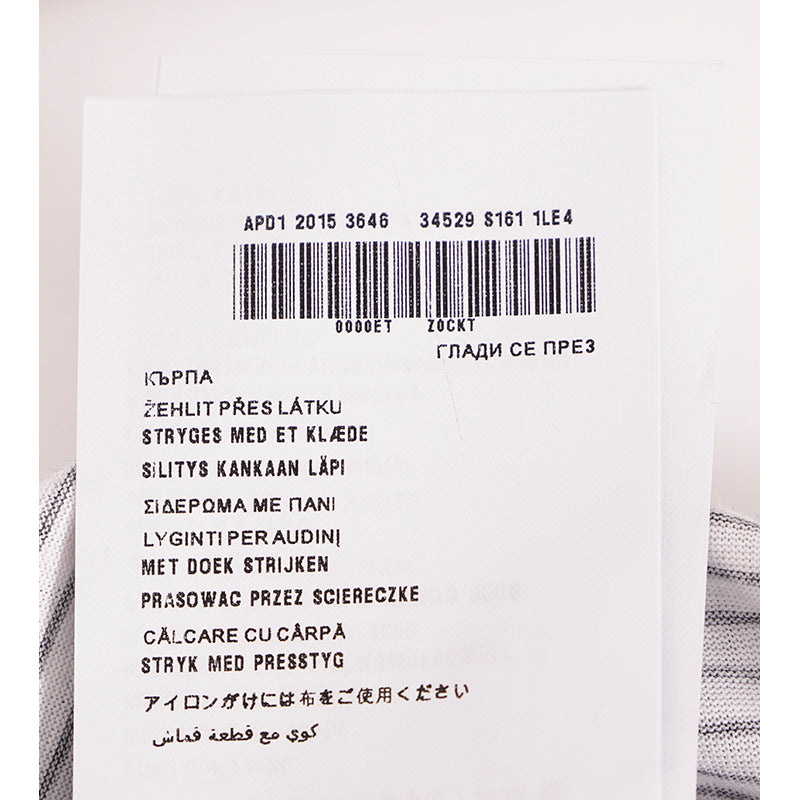 APD1 2015 3646 34529 S161 1LE4
0000ET Z0CKT
ГЛАДИ СЕ ПРЕЗ
КЪРПА
ŽEHLIT PŘES LÁTKU
STRYGES MED ET KLÆDE
SILITYS KANKAAN LÄPI
ΣΙΔΕΡΩΜΑ ΜΕ ΠΑΝΙ
LYGINTI PER AUDINĮ
MET DOEK STRIJKEN
PRASOWAC PRZEZ SCIERECZKE
CĂLCARE CU CÂRPĂ
STRYK MED PRESSTYG
アイロンがけには布をご使用ください
كوي مع قطعة قماش